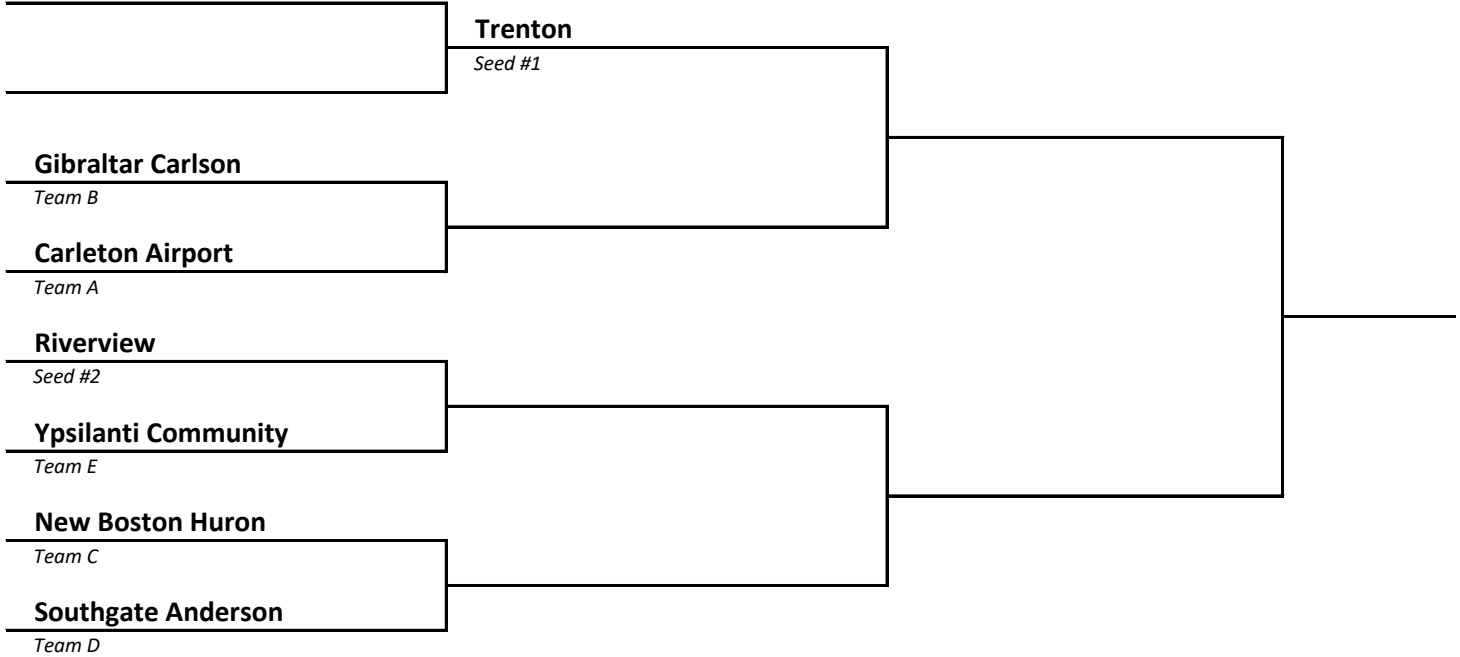 Trenton
Seed #1
Gibraltar Carlson
Team B
Carleton Airport
Team A
Riverview
Seed #2
Ypsilanti Community
Team E
New Boston Huron
Team C
Southgate Anderson
Team D